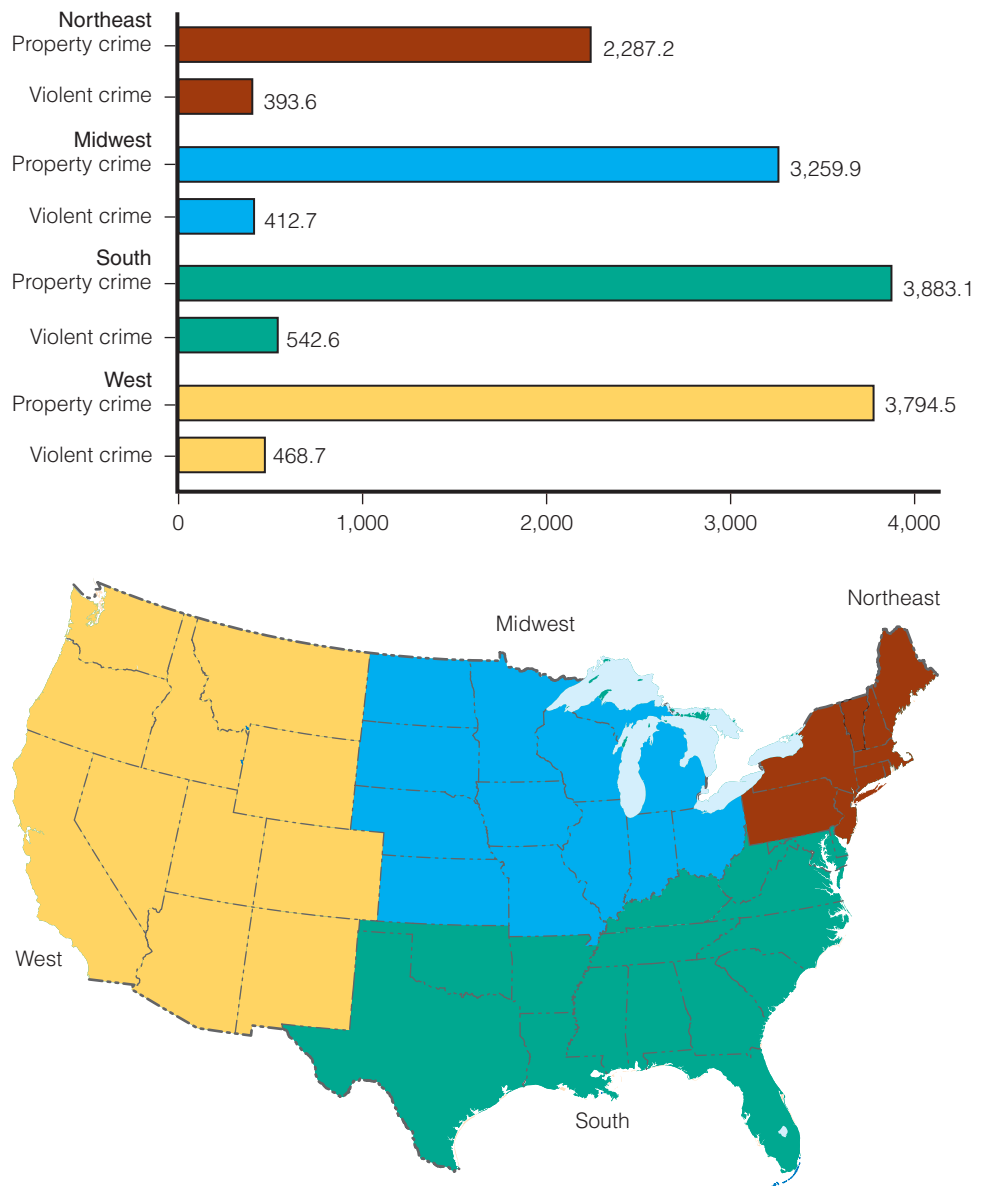 Northeast
Property crime
2,287.2
Violent crime
393.6
Midwest
Property crime
3,259.9
Violent crime
412.7
South
Property crime
3,883.1
Violent crime
542.6
West
Property crime
3,794.5
Violent crime
468.7
0 1,000 2,000 3,000 4,000
Northeast
Midwest
West
South